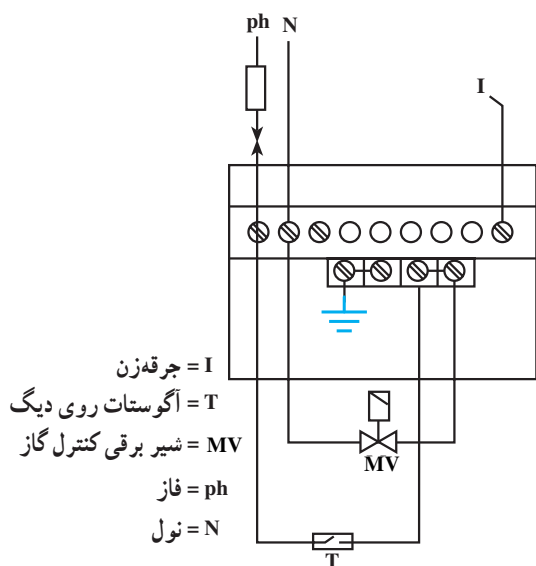 ph N
I
MV
T
I = جرقه‌زن
T = آگوستات روی دیگ
MV = شیر برقی کنترل گاز
ph = فاز
N = نول